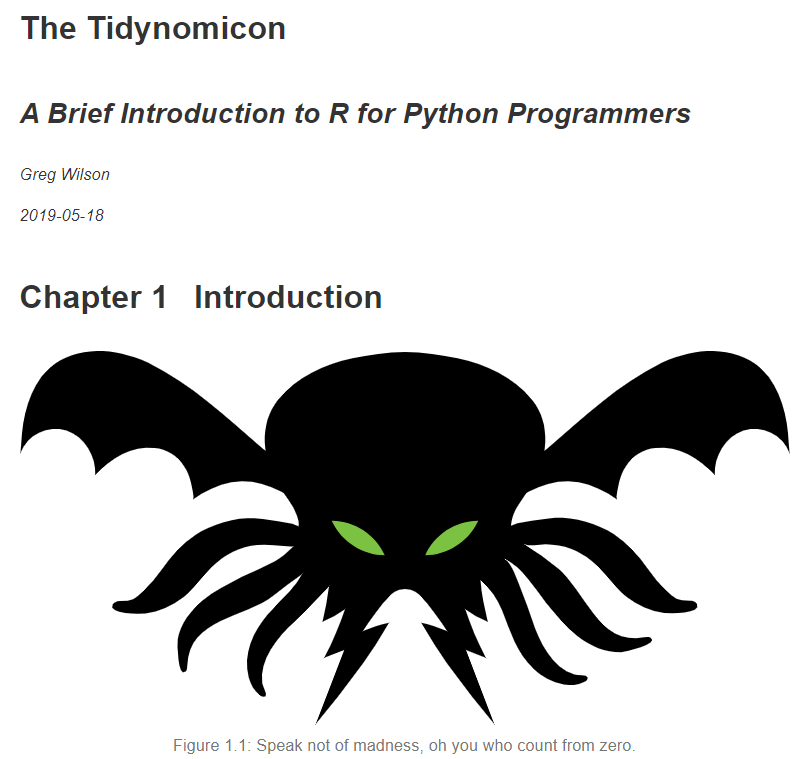 The Tidynomicon
A Brief Introduction to R for Python Programmers
Greg Wilson
2019-05-18
Chapter 1 Introduction
Figure 1.1: Speak not of madness, oh you who count from zero.